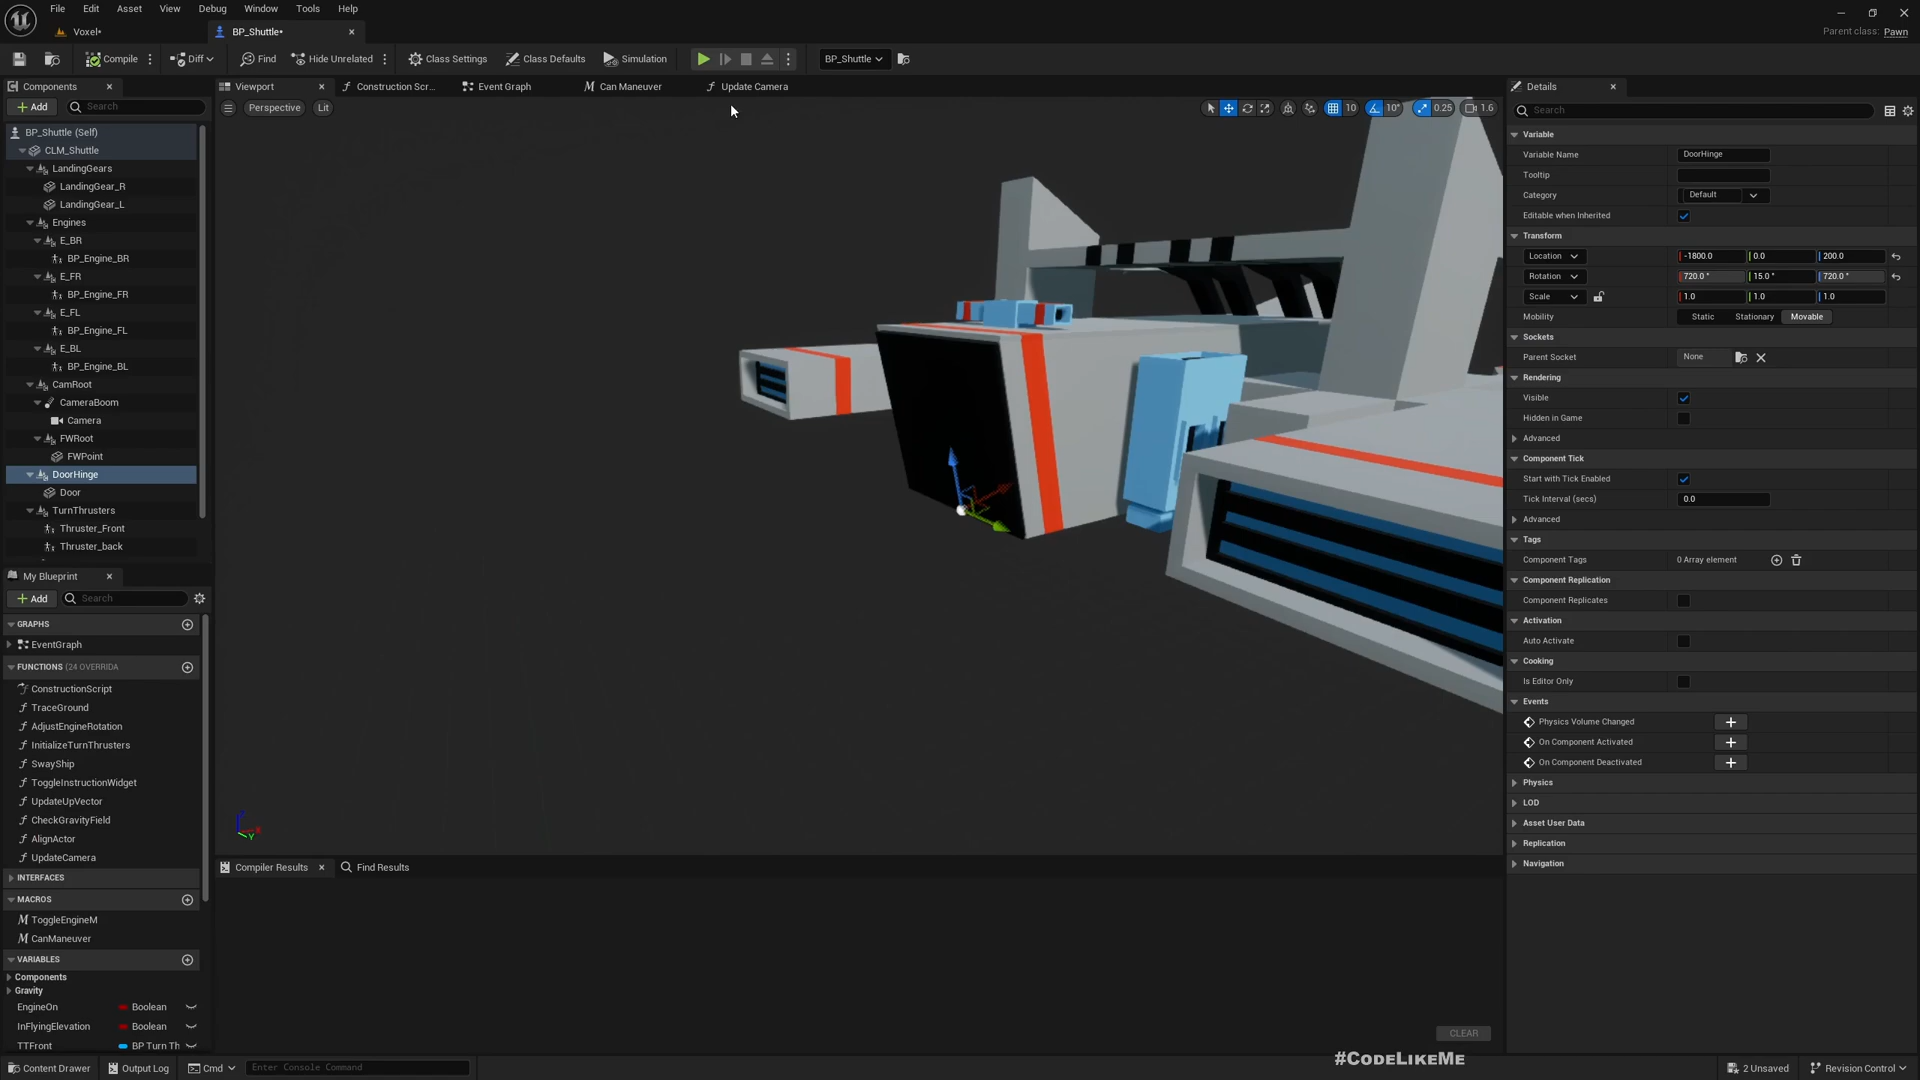 File Edit Asset View Window Debug Tools Help
Voxel*
BP_Shuttle*
Parent class: Pawn
Compile
Diff
Find
Hide Unrelated
Class Settings
Class Defaults
Simulation
BP_Shuttle
Components
Add
Search
BP_Shuttle (Self)
CLM_Shuttle
LandingGears
LandingGear_R
LandingGear_L
Engines
E_BR
BP_Engine_BR
E_FR
BP_Engine_FR
E_FL
BP_Engine_FL
E_BL
BP_Engine_BL
CamRoot
CameraBoom
Camera
FWRoot
FWPoint
DoorHinge
Door
TurnThrusters
Thruster_Front
Thruster_back
My Blueprint
Add
Search
GRAPHS
EventGraph
FUNCTIONS (24 OVERRIDA
ConstructionScript
TraceGround
AdjustEngineRotation
InitializeTurnThrusters
SwayShip
ToggleInstructionWidget
UpdateUpVector
CheckGravityField
AlignActor
UpdateCamera
INTERFACES
MACROS
ToggleEngineM
CanManeuver
VARIABLES
Components
Gravity
EngineOn Boolean
InFlyingElevation Boolean
TTFront BP Turn Th
Viewport
Construction Scr...
Event Graph
Can Maneuver
Update Camera
Perspective
Lit
10
10°
0.25
1.6
X
Y
Compiler Results
Find Results
CLEAR
#CODELIKEME
Details
Search
Variable
Variable Name DoorHinge
Tooltip
Category Default
Editable when Inherited
Transform
Location -1800.0 0.0 200.0
Rotation 720.0 ° 15.0 ° 720.0 °
Scale 1.0 1.0 1.0
Mobility Static Stationary Movable
Sockets
Parent Socket None
Rendering
Visible
Hidden in Game
Advanced
Component Tick
Start with Tick Enabled
Tick Interval (secs) 0.0
Advanced
Tags
Component Tags 0 Array element
Component Replication
Component Replicates
Activation
Auto Activate
Cooking
Is Editor Only
Events
Physics Volume Changed
On Component Activated
On Component Deactivated
Physics
LOD
Asset User Data
Replication
Navigation
Content Drawer
Output Log
Cmd
Enter Console Command
2 Unsaved
Revision Control